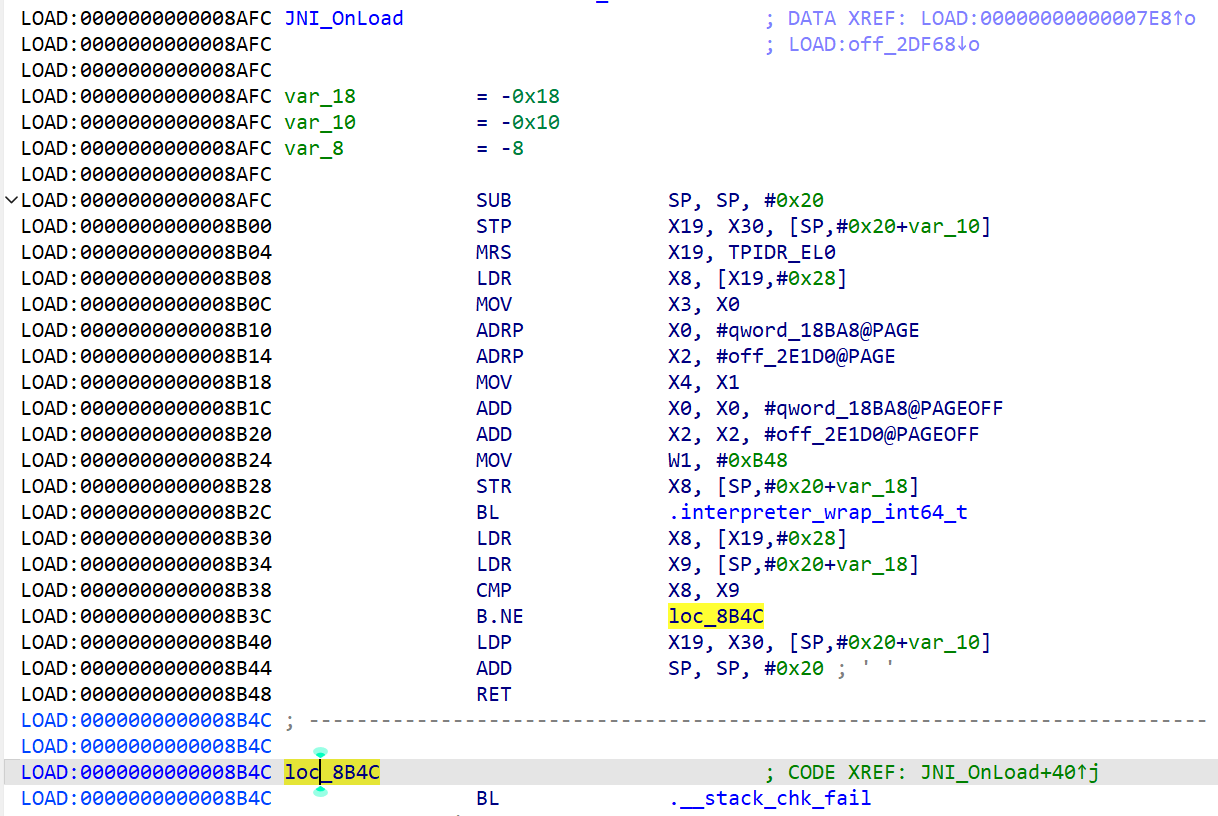 LOAD:0000000000008AFC JNI_OnLoad ; DATA XREF: LOAD:00000000000007E8↑o
LOAD:0000000000008AFC ; LOAD:off_2DF68↓o
LOAD:0000000000008AFC
LOAD:0000000000008AFC var_18 = -0x18
LOAD:0000000000008AFC var_10 = -0x10
LOAD:0000000000008AFC var_8 = -8
LOAD:0000000000008AFC
LOAD:0000000000008AFC SUB SP, SP, #0x20
LOAD:0000000000008B00 STP X19, X30, [SP,#0x20+var_10]
LOAD:0000000000008B04 MRS X19, TPIDR_EL0
LOAD:0000000000008B08 LDR X8, [X19,#0x28]
LOAD:0000000000008B0C MOV X3, X0
LOAD:0000000000008B10 ADRP X0, #qword_18BA8@PAGE
LOAD:0000000000008B14 ADRP X2, #off_2E1D0@PAGE
LOAD:0000000000008B18 MOV X4, X1
LOAD:0000000000008B1C ADD X0, X0, #qword_18BA8@PAGEOFF
LOAD:0000000000008B20 ADD X2, X2, #off_2E1D0@PAGEOFF
LOAD:0000000000008B24 MOV W1, #0xB48
LOAD:0000000000008B28 STR X8, [SP,#0x20+var_18]
LOAD:0000000000008B2C BL .interpreter_wrap_int64_t
LOAD:0000000000008B30 LDR X8, [X19,#0x28]
LOAD:0000000000008B34 LDR X9, [SP,#0x20+var_18]
LOAD:0000000000008B38 CMP X8, X9
LOAD:0000000000008B3C B.NE loc_8B4C
LOAD:0000000000008B40 LDP X19, X30, [SP,#0x20+var_10]
LOAD:0000000000008B44 ADD SP, SP, #0x20 ; ' '
LOAD:0000000000008B48 RET
LOAD:0000000000008B4C ; ---------------------------------------------------------------------------
LOAD:0000000000008B4C
LOAD:0000000000008B4C loc_8B4C ; CODE XREF: JNI_OnLoad+40↑j
LOAD:0000000000008B4C BL .__stack_chk_fail